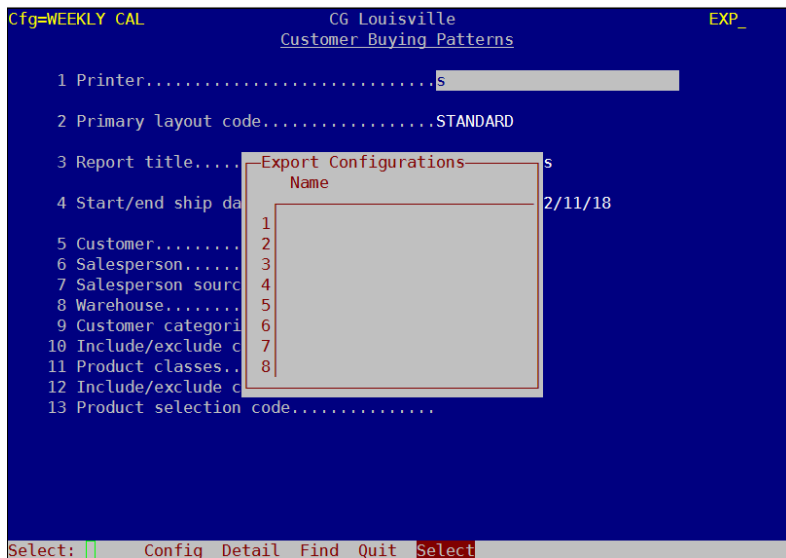 Cfg=WEEKLY CAL CG Louisville EXP_
Customer Buying Patterns
1 Printer..............................s
2 Primary layout code..................STANDARD
3 Report title..... Export Configurations s
Name
4 Start/end ship da 2/11/18
1
5 Customer......... 2
6 Salesperson...... 3
7 Salesperson sourc 4
8 Warehouse........ 5
9 Customer categori 6
10 Include/exclude c 7
11 Product classes.. 8
12 Include/exclude c
13 Product selection code...............
Select: Config Detail Find Quit Select